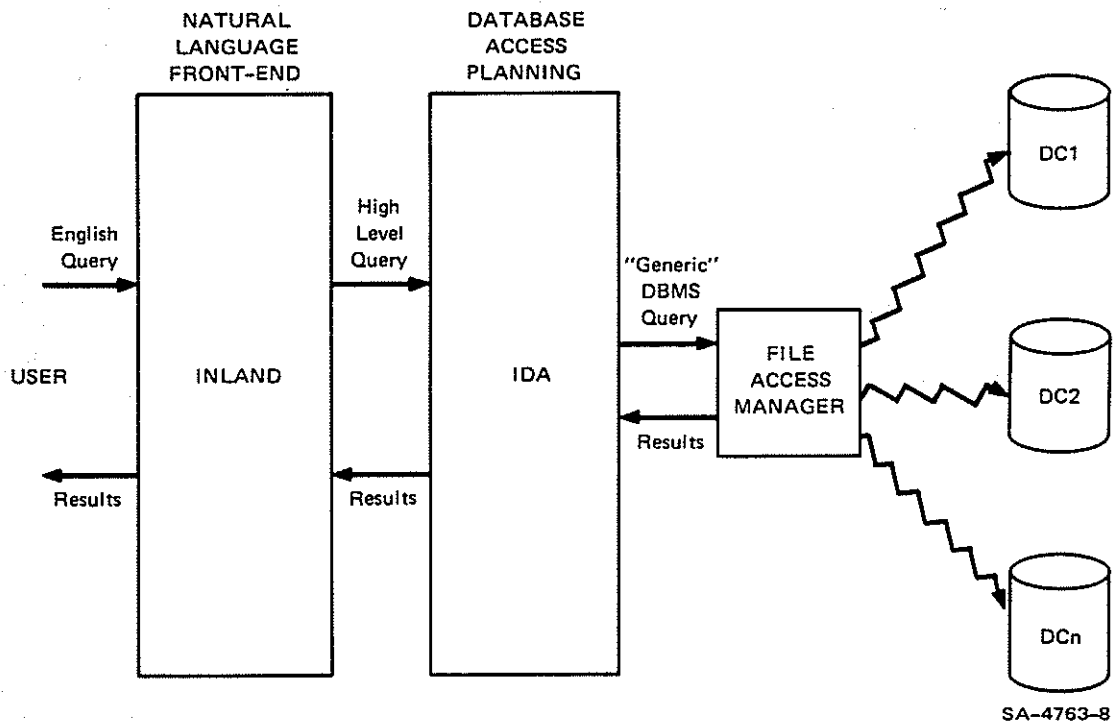 NATURAL
LANGUAGE
FRONT-END
DATABASE
ACCESS
PLANNING
English
Query
High
Level
Query
"Generic"
DBMS
Query
USER
INLAND
IDA
FILE
ACCESS
MANAGER
Results
Results
Results
DC1
DC2
DCn
SA-4763-8